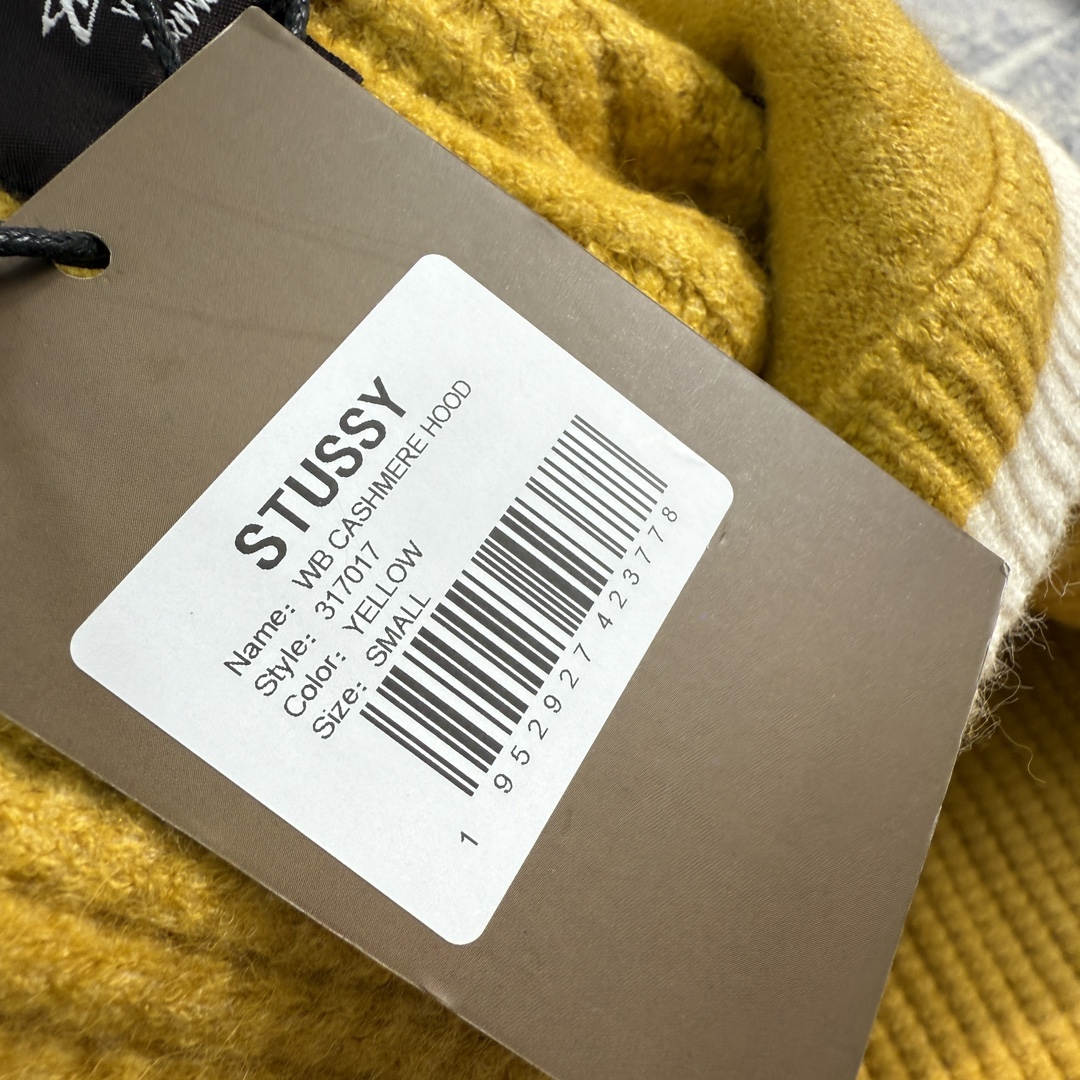 STUSSY
Name: WB CASHMERE HOOD
Style: 317017
Color: YELLOW
Size: SMALL
1 952927 423778